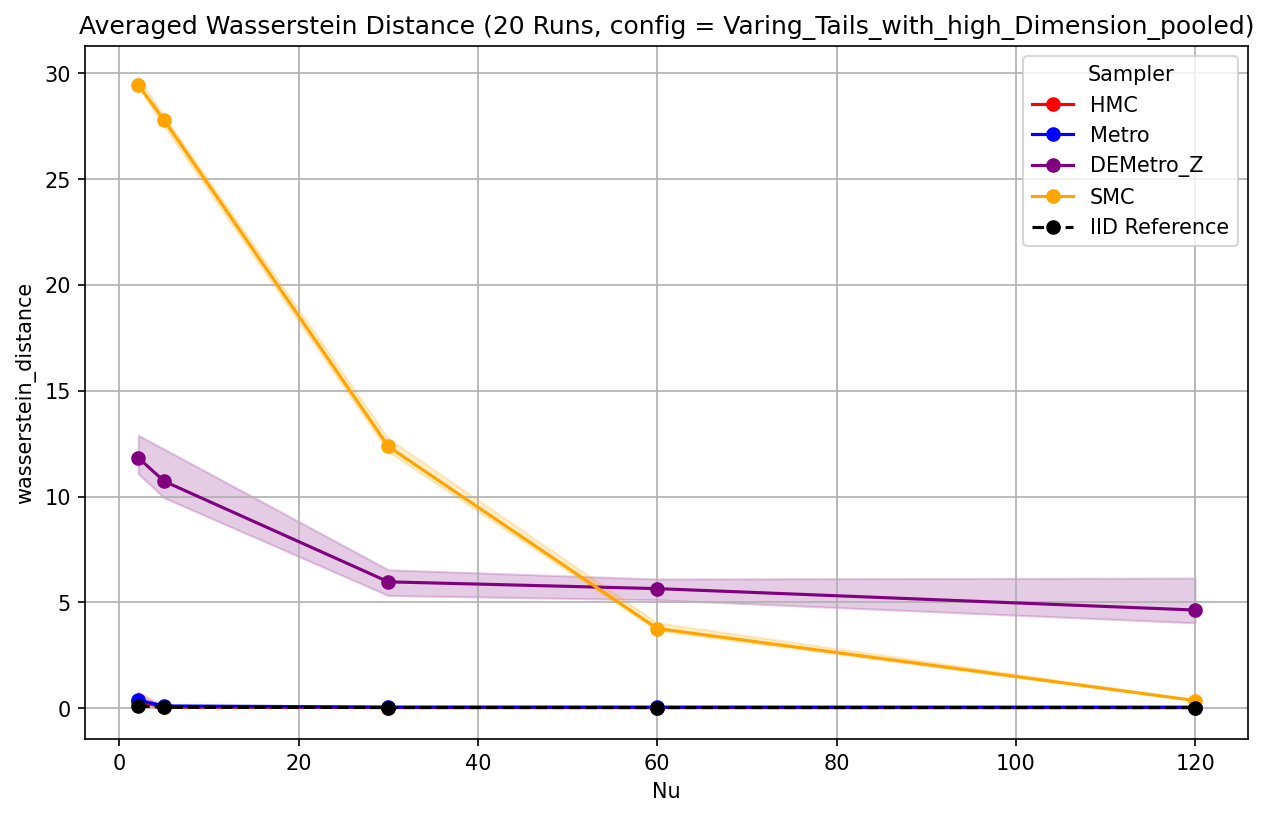 Averaged Wasserstein Distance (20 Runs, config = Varing_Tails_with_high_Dimension_pooled)
wasserstein_distance
30
25
20
15
10
5
0
0
20
40
60
80
100
120
Nu
Sampler
HMC
Metro
DEMetro_Z
SMC
IID Reference